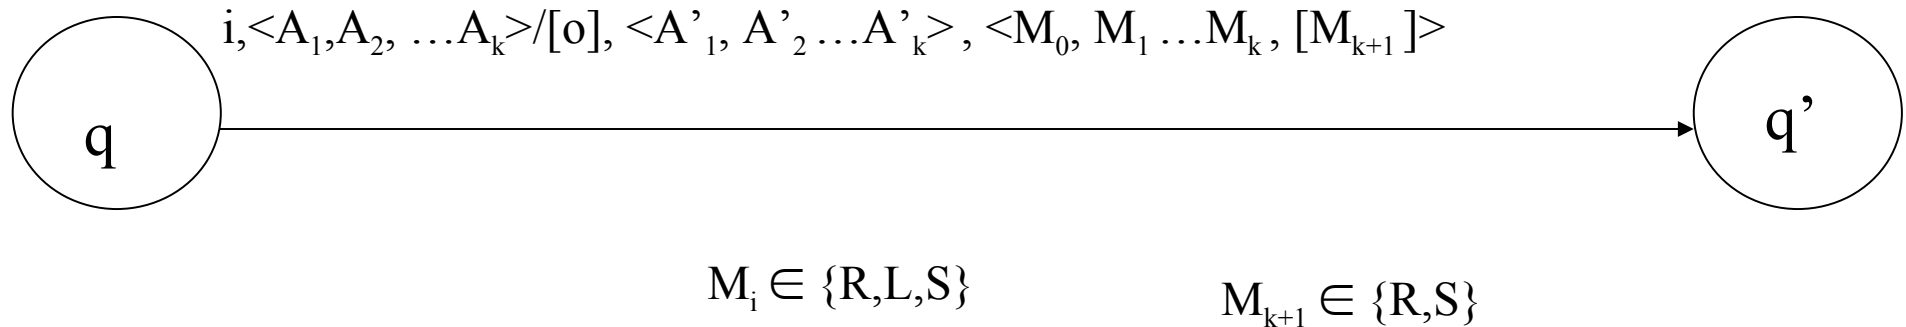 i,<A₁,A₂, …Aₖ>/[o], <A’₁, A’₂ …A’ₖ> , <M₀, M₁ …Mₖ, [Mₖ₊₁ ]>
q
q’
Mᵢ ∈ {R,L,S}
Mₖ₊₁ ∈ {R,S}